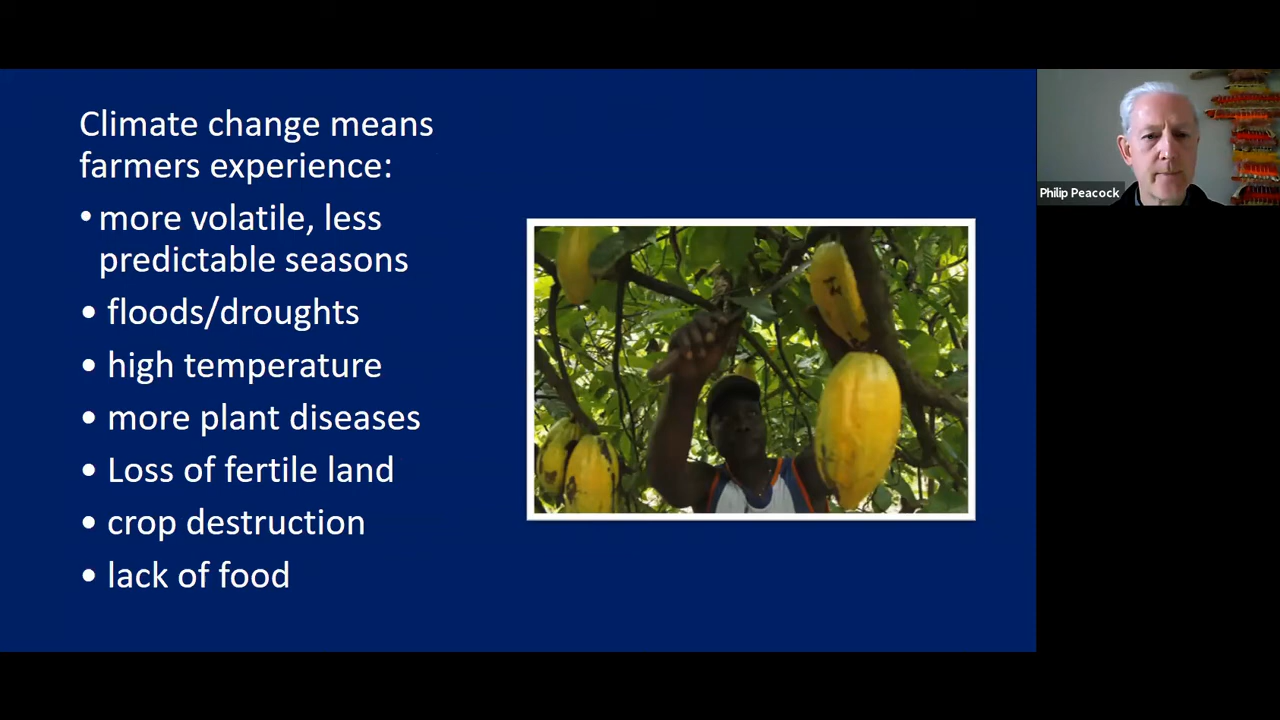 Climate change means
farmers experience:
• more volatile, less
predictable seasons
• floods/droughts
• high temperature
• more plant diseases
• Loss of fertile land
• crop destruction
• lack of food
Philip Peacock